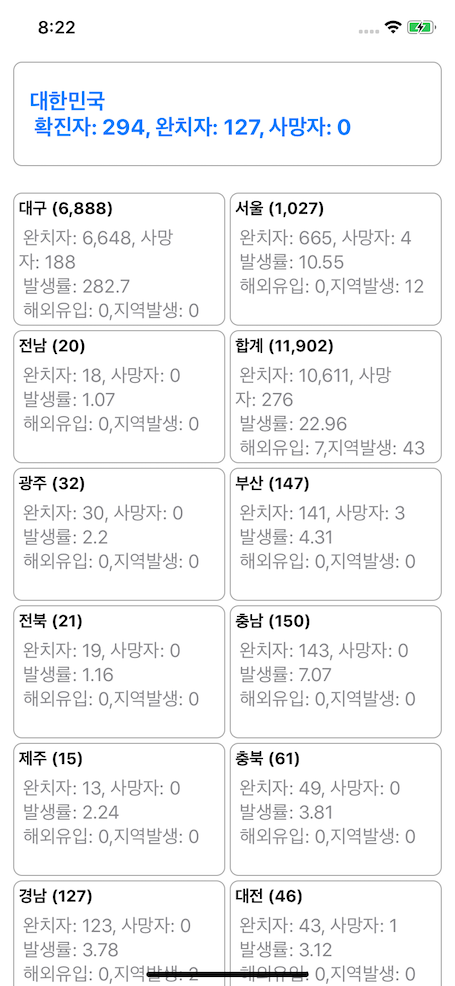 8:22
대한민국
확진자: 294, 완치자: 127, 사망자: 0
대구 (6,888)
완치자: 6,648, 사망
자: 188
발생률: 282.7
해외유입: 0,지역발생: 0
서울 (1,027)
완치자: 665, 사망자: 4
발생률: 10.55
해외유입: 0,지역발생: 12
전남 (20)
완치자: 18, 사망자: 0
발생률: 1.07
해외유입: 0,지역발생: 0
합계 (11,902)
완치자: 10,611, 사망
자: 276
발생률: 22.96
해외유입: 7,지역발생: 43
광주 (32)
완치자: 30, 사망자: 0
발생률: 2.2
해외유입: 0,지역발생: 0
부산 (147)
완치자: 141, 사망자: 3
발생률: 4.31
해외유입: 0,지역발생: 0
전북 (21)
완치자: 19, 사망자: 0
발생률: 1.16
해외유입: 0,지역발생: 0
충남 (150)
완치자: 143, 사망자: 0
발생률: 7.07
해외유입: 0,지역발생: 0
제주 (15)
완치자: 13, 사망자: 0
발생률: 2.24
해외유입: 0,지역발생: 0
충북 (61)
완치자: 49, 사망자: 0
발생률: 3.81
해외유입: 0,지역발생: 0
경남 (127)
완치자: 123, 사망자: 0
발생률: 3.78
해외유입: 0,지역발생: 2
대전 (46)
완치자: 43, 사망자: 1
발생률: 3.12
해외유입: 0,지역발생: 0